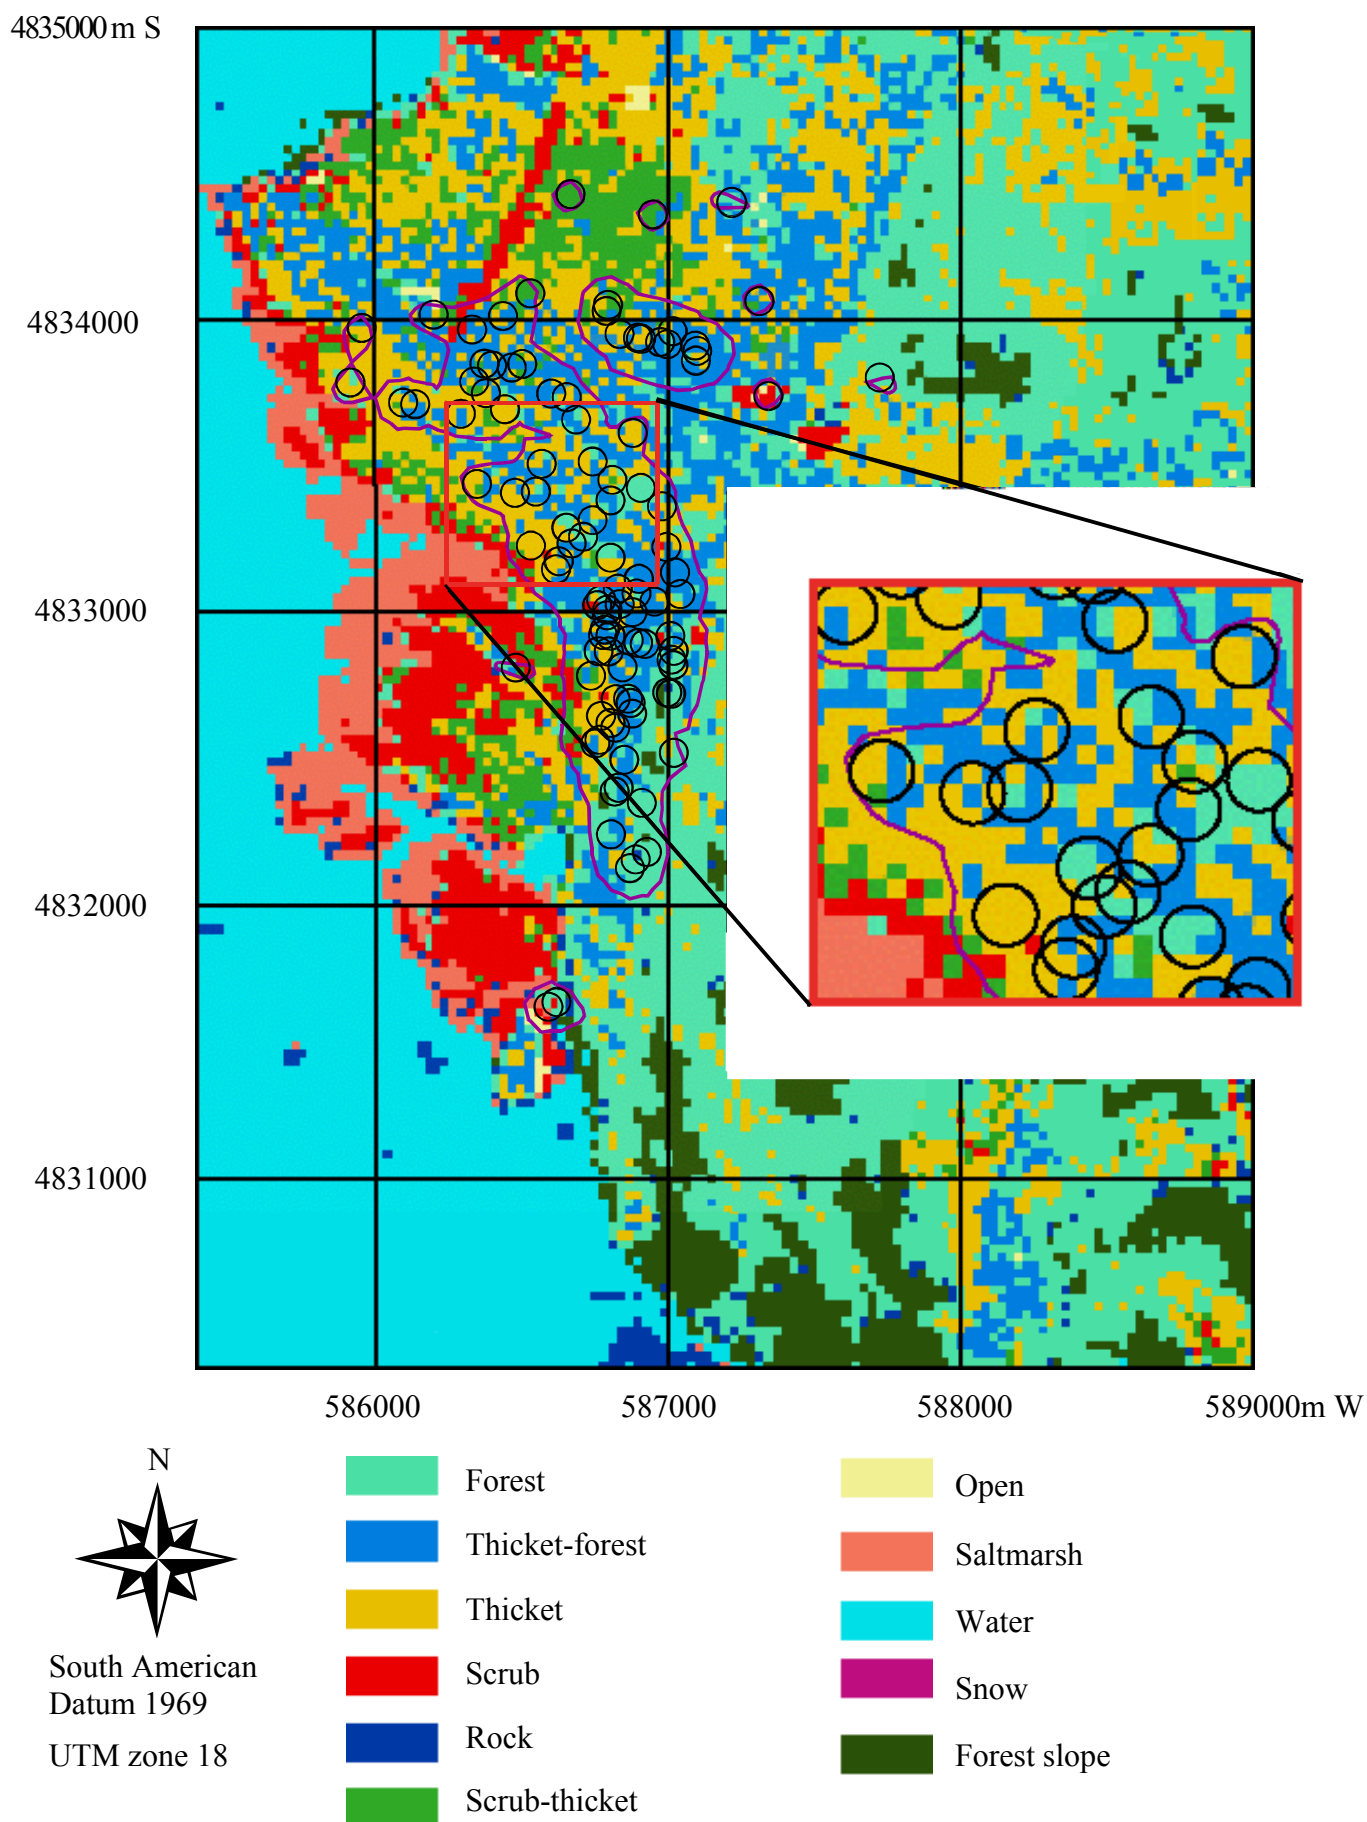 4835000 m S
4834000
4833000
4832000
4831000
586000 587000 588000 589000m W
N
South American
Datum 1969
UTM zone 18
Forest
Thicket-forest
Thicket
Scrub
Rock
Scrub-thicket
Open
Saltmarsh
Water
Snow
Forest slope